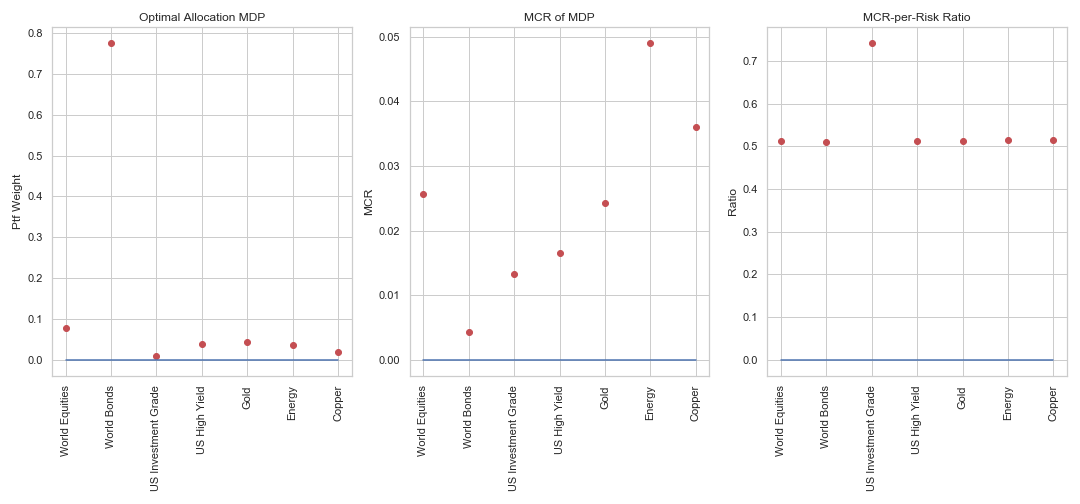 Optimal Allocation MDP
0.8
0.7
0.6
0.5
0.4
0.3
0.2
0.1
0.0
Ptf Weight
World Equities
World Bonds
US Investment Grade
US High Yield
Gold
Energy
Copper
MCR of MDP
0.05
0.04
0.03
0.02
0.01
0.00
MCR
World Equities
World Bonds
US Investment Grade
US High Yield
Gold
Energy
Copper
MCR-per-Risk Ratio
0.7
0.6
0.5
0.4
0.3
0.2
0.1
0.0
Ratio
World Equities
World Bonds
US Investment Grade
US High Yield
Gold
Energy
Copper